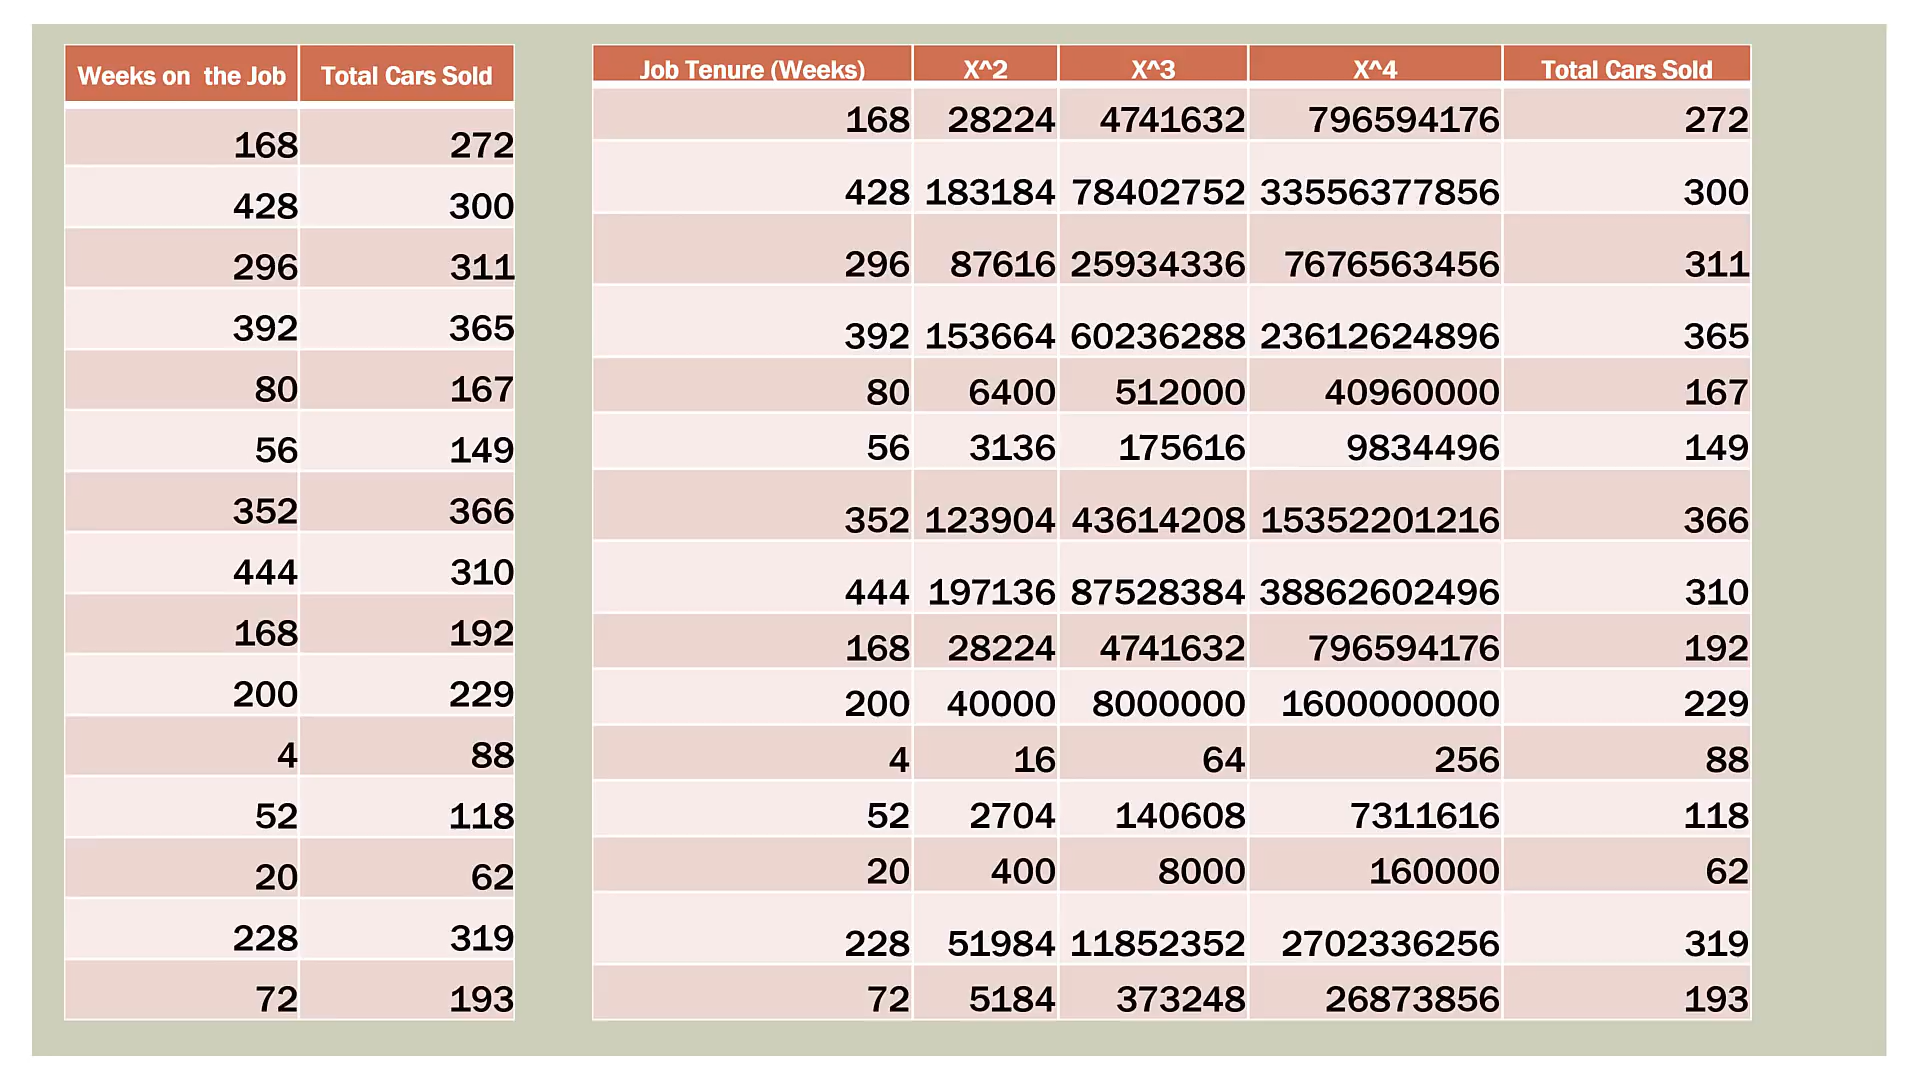 Weeks on the Job Total Cars Sold
168 272
428 300
296 311
392 365
80 167
56 149
352 366
444 310
168 192
200 229
4 88
52 118
20 62
228 319
72 193
Job Tenure (Weeks) X^2 X^3 X^4 Total Cars Sold
168 28224 4741632 796594176 272
428 183184 78402752 33556377856 300
296 87616 25934336 7676563456 311
392 153664 60236288 23612624896 365
80 6400 512000 40960000 167
56 3136 175616 9834496 149
352 123904 43614208 15352201216 366
444 197136 87528384 38862602496 310
168 28224 4741632 796594176 192
200 40000 8000000 1600000000 229
4 16 64 256 88
52 2704 140608 7311616 118
20 400 8000 160000 62
228 51984 11852352 2702336256 319
72 5184 373248 26873856 193